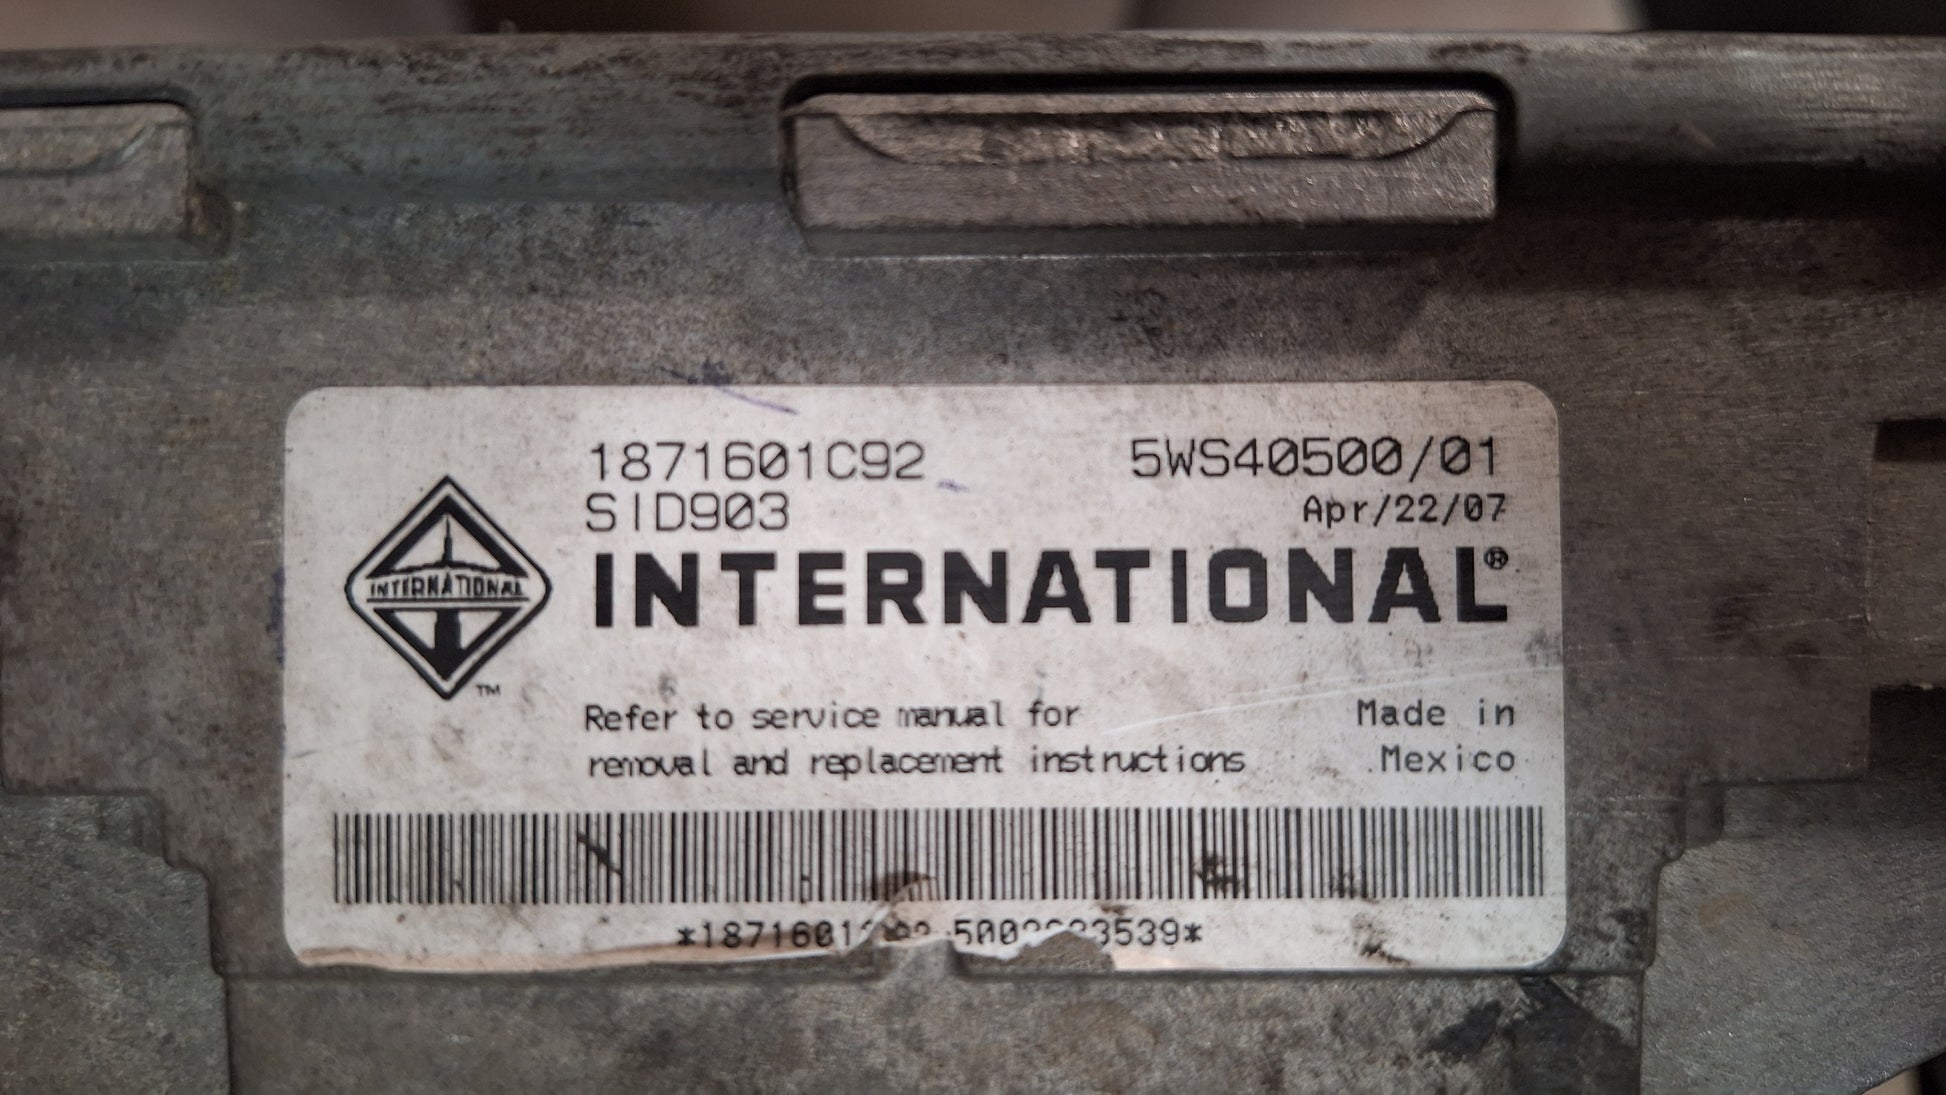 1871601C92 5WS40500/01
SID903 Apr/22/07
INTERNATIONAL
INTERNATIONAL®
TM
Refer to service manual for Made in
removal and replacement instructions Mexico